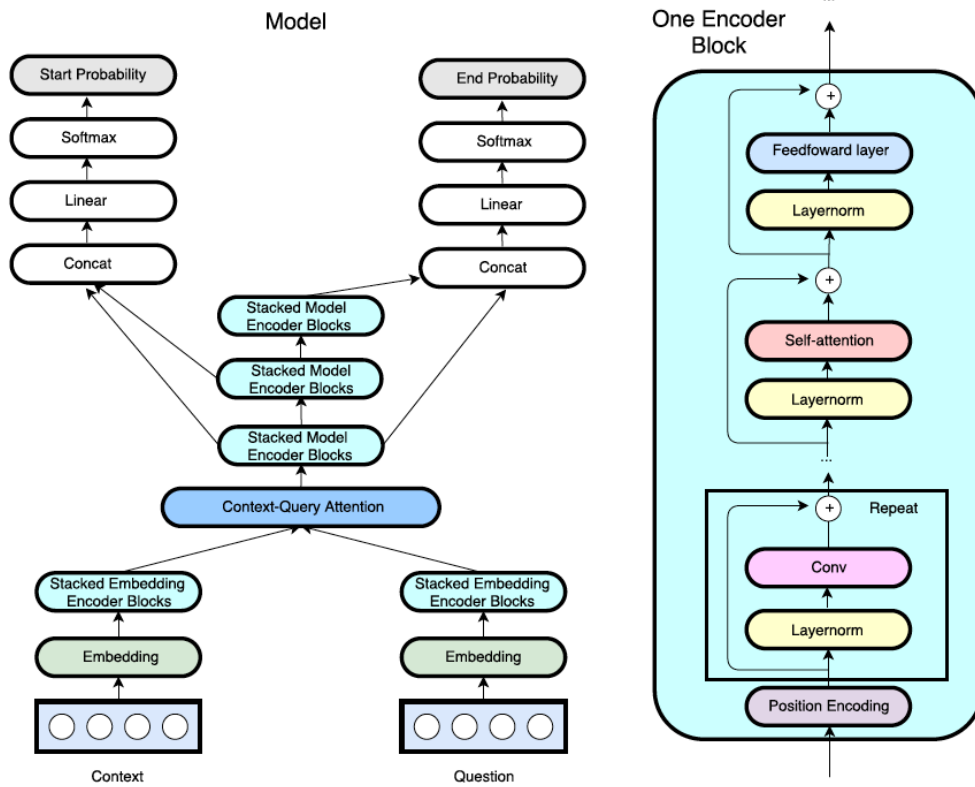 Model
Start Probability
Softmax
Linear
Concat
End Probability
Softmax
Linear
Concat
Stacked Model
Encoder Blocks
Stacked Model
Encoder Blocks
Stacked Model
Encoder Blocks
Context-Query Attention
Stacked Embedding
Encoder Blocks
Stacked Embedding
Encoder Blocks
Embedding
Embedding
Context
Question
One Encoder
Block
...
+
Feedfoward layer
Layernorm
+
Self-attention
Layernorm
...
+
Repeat
Conv
Layernorm
Position Encoding